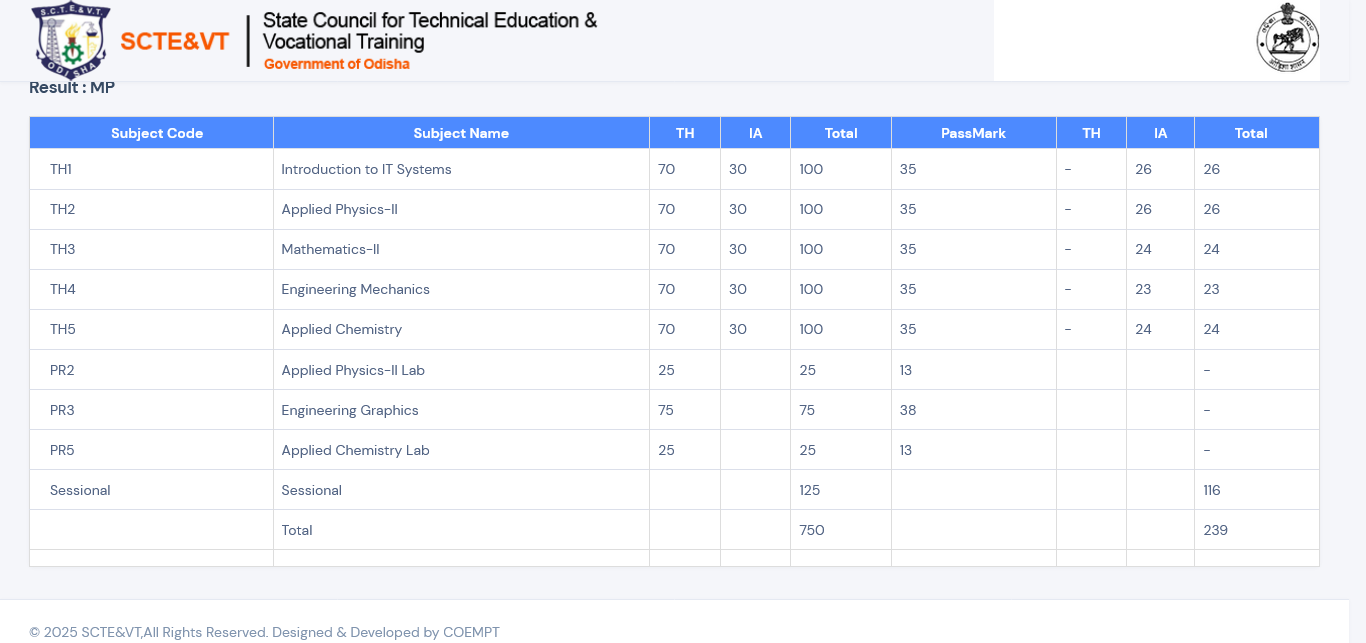 S.C.T.E.&V.T.
ODISHA
SCTE&VT
State Council for Technical Education &
Vocational Training
Government of Odisha
Result : MP
Subject Code Subject Name TH IA Total PassMark TH IA Total
TH1 Introduction to IT Systems 70 30 100 35 - 26 26
TH2 Applied Physics-II 70 30 100 35 - 26 26
TH3 Mathematics-II 70 30 100 35 - 24 24
TH4 Engineering Mechanics 70 30 100 35 - 23 23
TH5 Applied Chemistry 70 30 100 35 - 24 24
PR2 Applied Physics-II Lab 25 25 13 -
PR3 Engineering Graphics 75 75 38 -
PR5 Applied Chemistry Lab 25 25 13 -
Sessional Sessional 125 116
Total 750 239
© 2025 SCTE&VT,All Rights Reserved. Designed & Developed by COEMPT